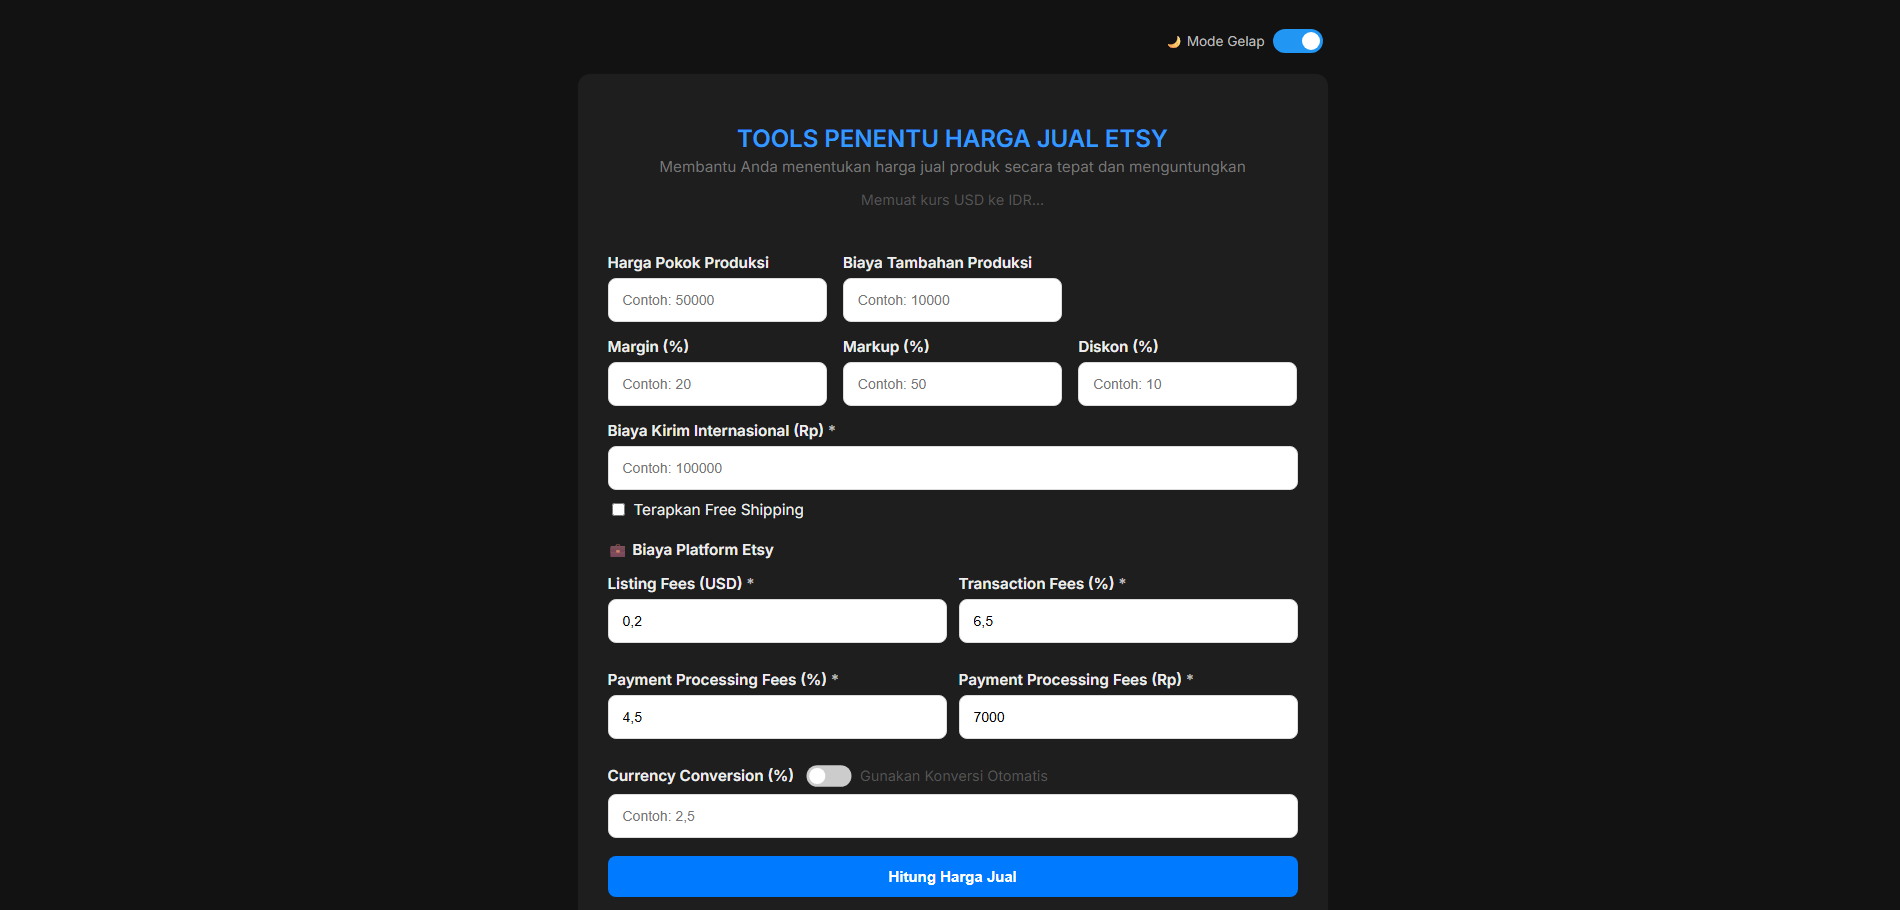 Mode Gelap
TOOLS PENENTU HARGA JUAL ETSY
Membantu Anda menentukan harga jual produk secara tepat dan menguntungkan
Memuat kurs USD ke IDR...
Harga Pokok Produksi Biaya Tambahan Produksi
Contoh: 50000 Contoh: 10000
Margin (%) Markup (%) Diskon (%)
Contoh: 20 Contoh: 50 Contoh: 10
Biaya Kirim Internasional (Rp) *
Contoh: 100000
Terapkan Free Shipping
Biaya Platform Etsy
Listing Fees (USD) * Transaction Fees (%) *
0,2 6,5
Payment Processing Fees (%) * Payment Processing Fees (Rp) *
4,5 7000
Currency Conversion (%) Gunakan Konversi Otomatis
Contoh: 2,5
Hitung Harga Jual